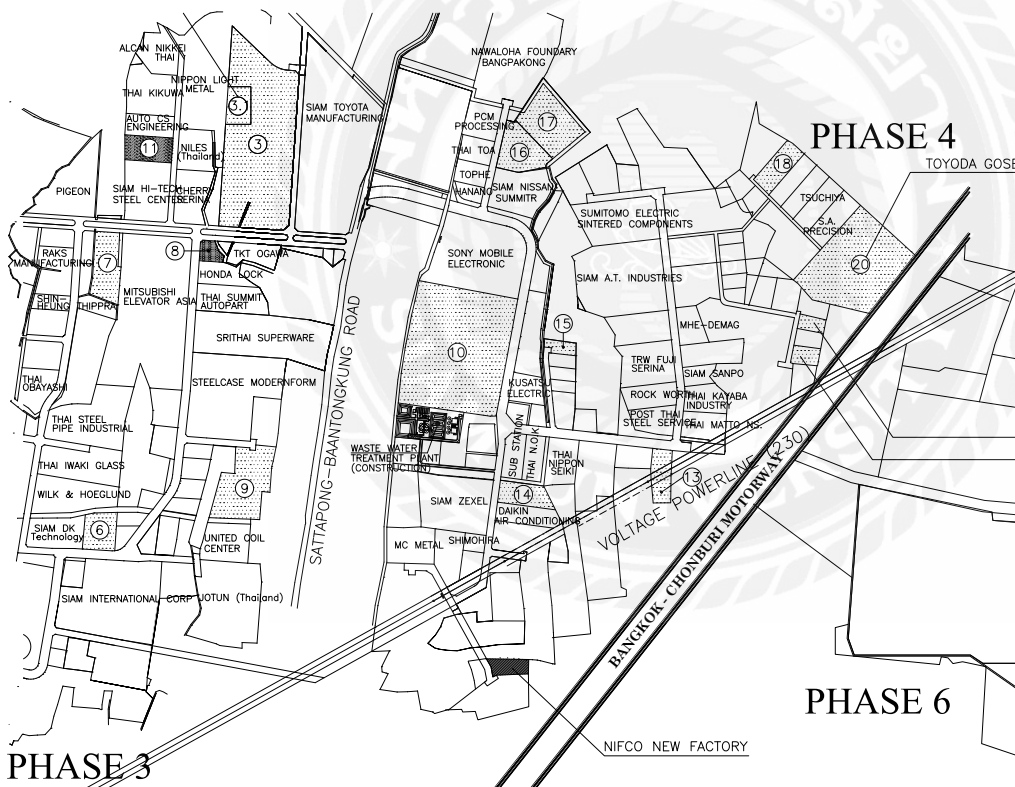 ALCAN NIKKEI
THAI
NIPPON LIGHT
METAL
THAI KIKUWA
3.
AUTO CS
ENGINEERING
11
3
NILES
(Thailand)
SIAM TOYOTA
MANUFACTURING
PIGEON
SIAM HI-TECH
STEEL CENTER
CHERRY
SERINA
NAWALOHA FOUNDARY
BANGPAKONG
PCM
PROCESSING
17
THAI TOA
16
TOPHE
HANANG
SIAM NISSAN
SUMMITR
PHASE 4
18
TOYODA GOSE
TSUCHIYA
S.A.
PRECISION
20
SUMITOMO ELECTRIC
SINTERED COMPONENTS
SONY MOBILE
ELECTRONIC
SIAM A.T. INDUSTRIES
8
RAKS
MANUFACTURING
7
TKT OGAWA
HONDA LOCK
MITSUBISHI
ELEVATOR ASIA
THAI SUMMIT
AUTOPART
SHIN-
HEUNG
THIPPRA
SRITHAI SUPERWARE
STEELCASE MODERNFORM
THAI
OBAYASHI
SATTAPONG-BANTONGKUNG ROAD
10
15
MHE-DEMAG
TRW FUJI
SERINA
SIAM SANPO
KUSATSU
ELECTRIC
ROCK WORTH
THAI KAYABA
INDUSTRY
POST THAI
STEEL SERVICE
THAI MATTO NS.
THAI STEEL
PIPE INDUSTRIAL
WASTE WATER
TREATMENT PLANT
(CONSTRUCTION)
SUB STATION
THAI N.O.K
THAI
NIPPON
SEIKI
THAI IWAKI GLASS
13
VOLTAGE POWERLINE (230)
WILK & HOEGLUND
9
SIAM ZEXEL
14
DAIKIN
AIR CONDITIONING
SIAM DK
Technology
6
UNITED COIL
CENTER
MC METAL
SHIMOHIRA
BANGKOK - CHONBURI MOTORWAY
SIAM INTERNATIONAL CORP
JOTUN (Thailand)
PHASE 6
NIFCO NEW FACTORY
PHASE 3